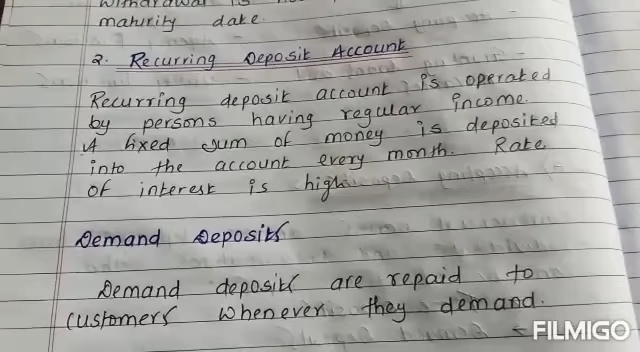 maturity date.
2. Recurring Deposit Account
Recurring deposit account is operated
by persons having regular income.
A fixed sum of money is deposited
into the account every month. Rate
of interest is high
Demand Deposits
Demand deposits are repaid to
customers whenever they demand.
FILMIGO